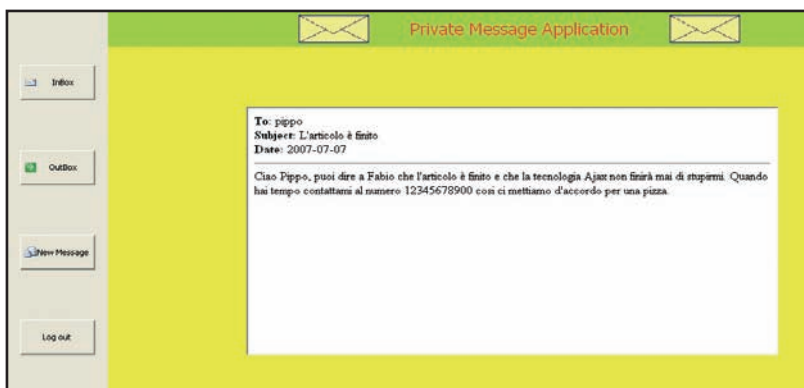 Private Message Application
InBox
OutBox
New Message
Log out
To: pippo
Subject: L'articolo è finito
Date: 2007-07-07
Ciao Pippo, puoi dire a Fabio che l'articolo è finito e che la tecnologia Ajax non finirà mai di stupirmi. Quando
hai tempo contattami al numero 12345678900 così ci mettiamo d'accordo per una pizza.